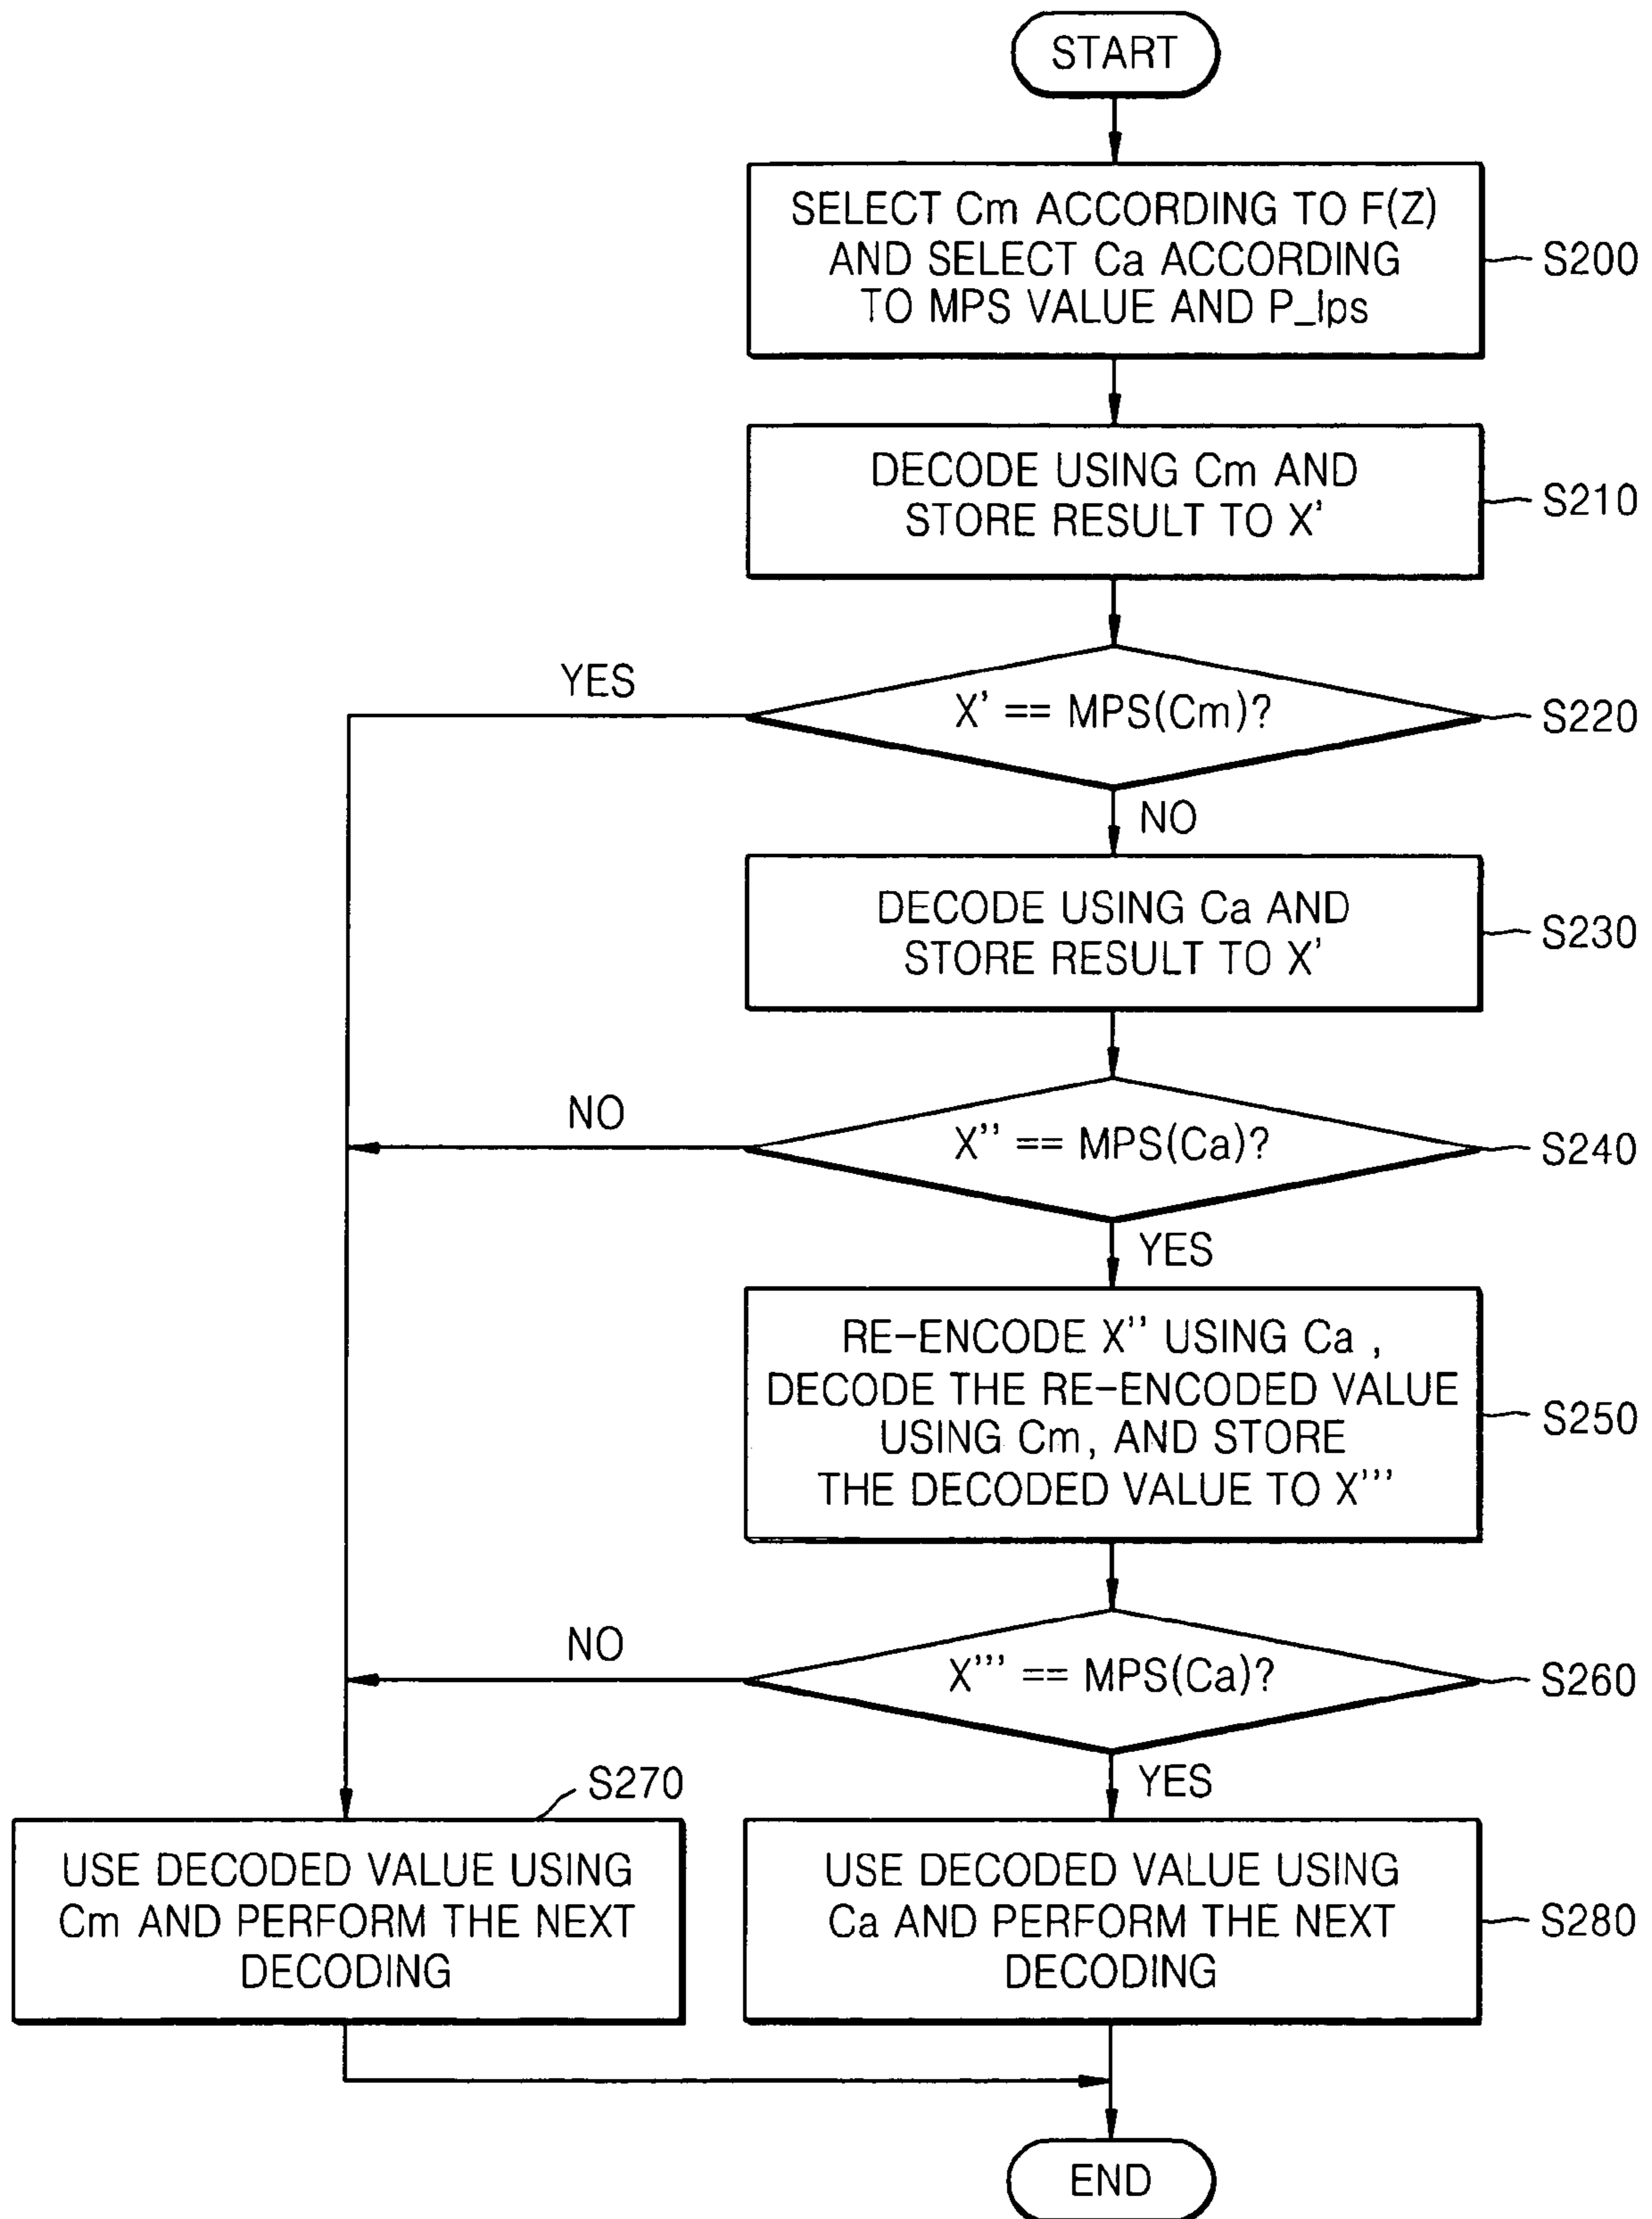 START
SELECT Cm ACCORDING TO F(Z)
AND SELECT Ca ACCORDING
TO MPS VALUE AND P_lps
S200
DECODE USING Cm AND
STORE RESULT TO X'
S210
YES
X' == MPS(Cm)?
S220
NO
DECODE USING Ca AND
STORE RESULT TO X'
S230
NO
X'' == MPS(Ca)?
S240
YES
RE-ENCODE X'' USING Ca ,
DECODE THE RE-ENCODED VALUE
USING Cm, AND STORE
THE DECODED VALUE TO X'''
S250
NO
X''' == MPS(Ca)?
S260
YES
S270
USE DECODED VALUE USING
Cm AND PERFORM THE NEXT
DECODING
USE DECODED VALUE USING
Ca AND PERFORM THE NEXT
DECODING
S280
END